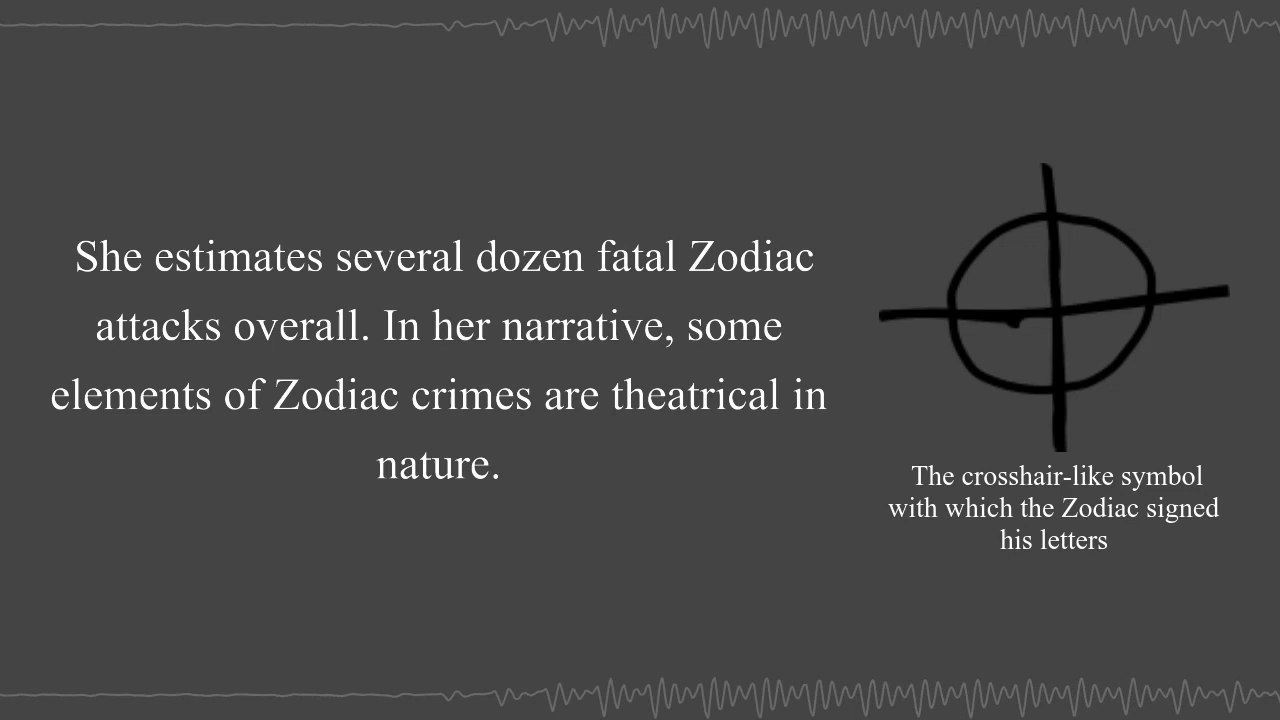 She estimates several dozen fatal Zodiac
attacks overall. In her narrative, some
elements of Zodiac crimes are theatrical in
nature.
The crosshair-like symbol
with which the Zodiac signed
his letters